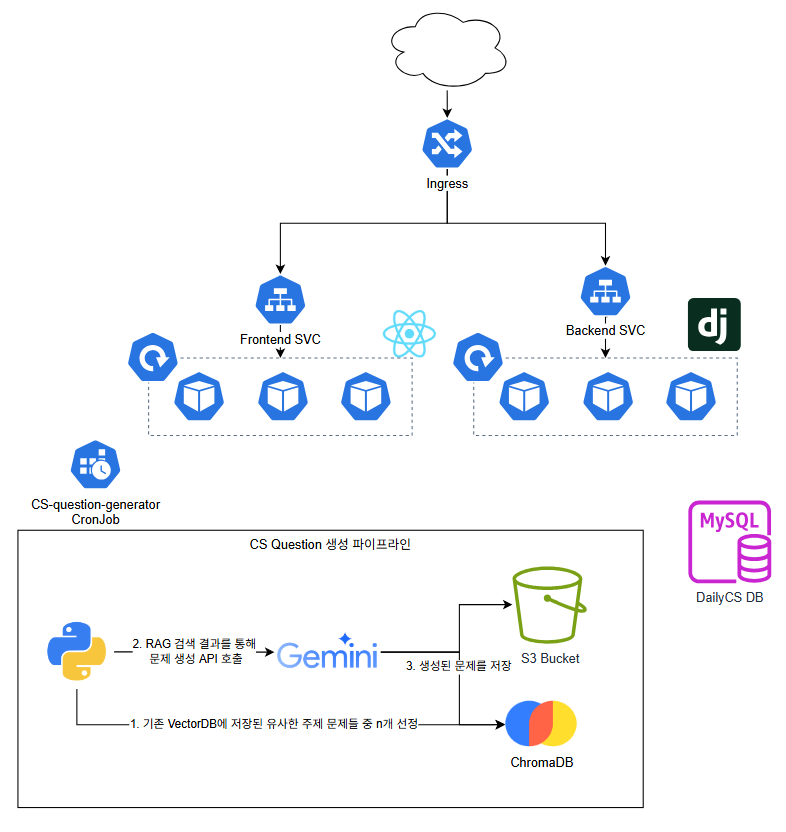 Ingress
Frontend SVC
Backend SVC
dj
CS-question-generator
CronJob
CS Question 생성 파이프라인
MySQL
DailyCS DB
2. RAG 검색 결과를 통해
문제 생성 API 호출
Gemini
3. 생성된 문제를 저장
S3 Bucket
1. 기존 VectorDB에 저장된 유사한 주제 문제들 중 n개 선정
ChromaDB